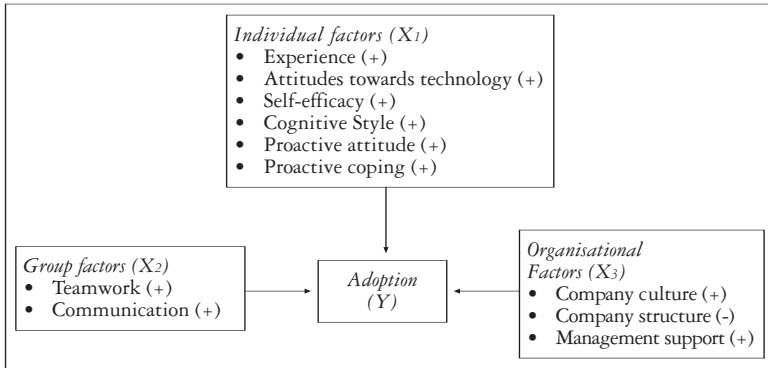 Individual factors (X1)
• Experience (+)
• Attitudes towards technology (+)
• Self-efficacy (+)
• Cognitive Style (+)
• Proactive attitude (+)
• Proactive coping (+)
Group factors (X2)
• Teamwork (+)
• Communication (+)
Adoption
(Y)
Organisational
Factors (X3)
• Company culture (+)
• Company structure (-)
• Management support (+)